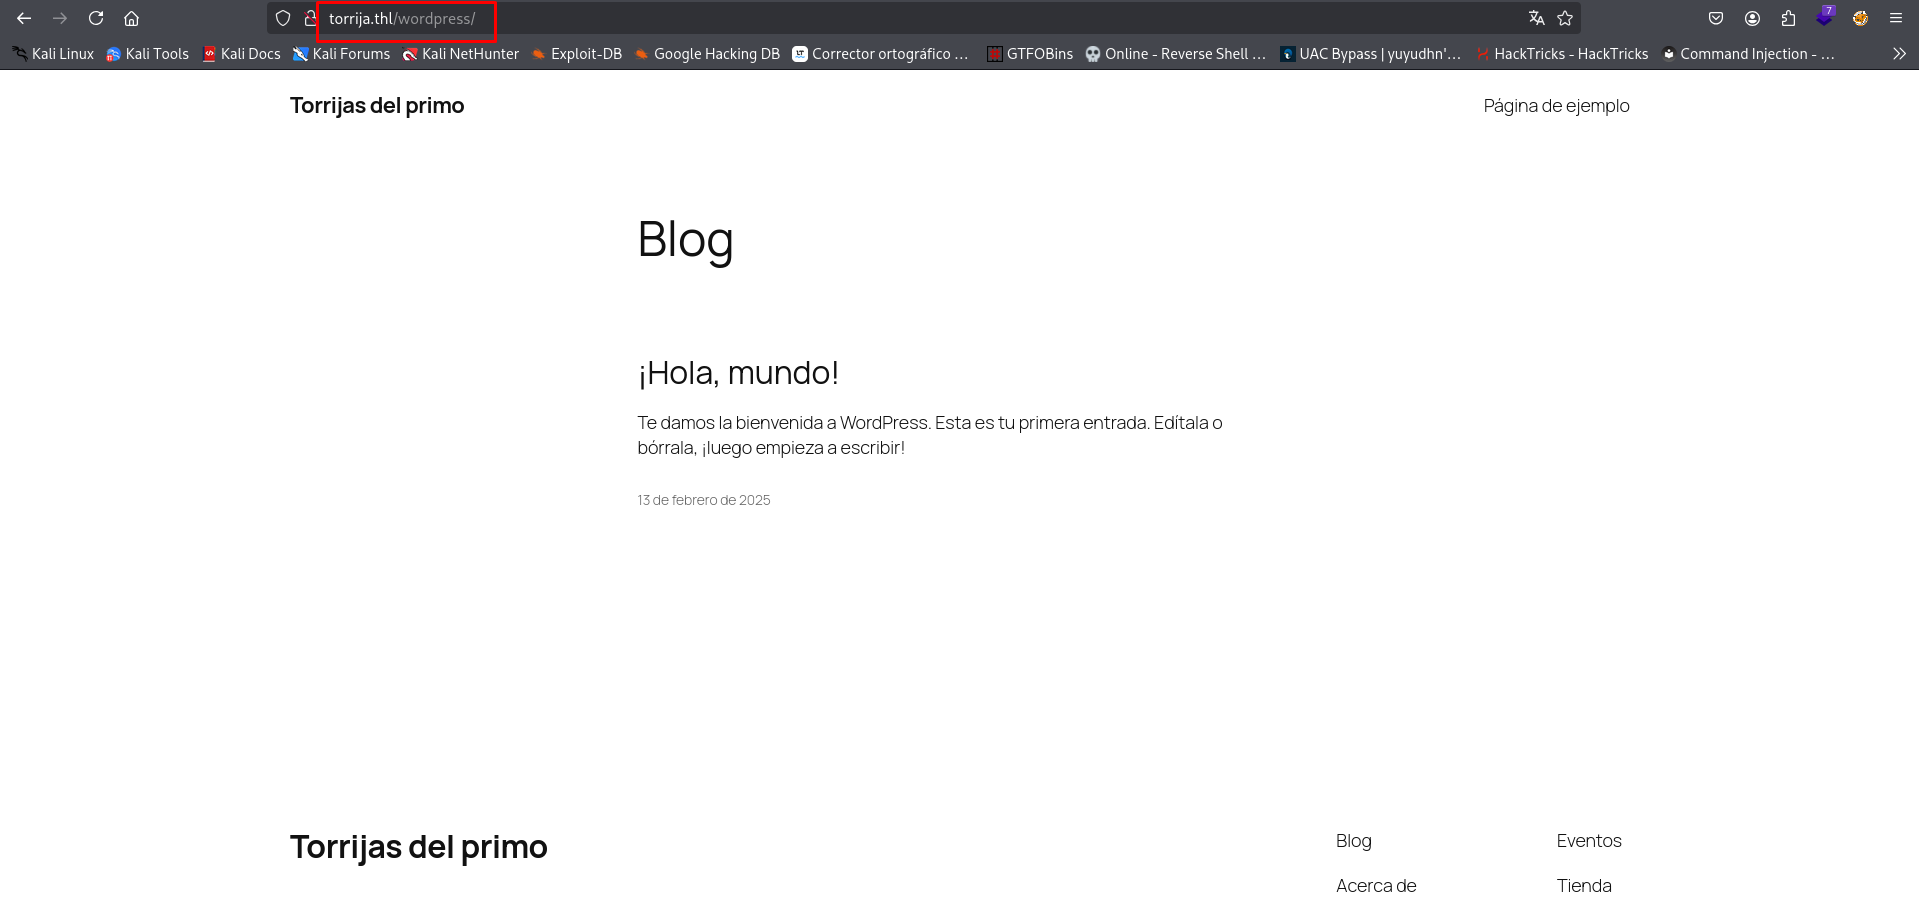 torrija.thl/wordpress/
7
Kali Linux Kali Tools Kali Docs Kali Forums Kali NetHunter Exploit-DB Google Hacking DB Corrector ortográfico … GTFOBins Online - Reverse Shell … UAC Bypass | yuyudhn'… HackTricks - HackTricks Command Injection - …
Torrijas del primo Página de ejemplo
Blog
¡Hola, mundo!
Te damos la bienvenida a WordPress. Esta es tu primera entrada. Edítala o
bórrala, ¡luego empieza a escribir!
13 de febrero de 2025
Torrijas del primo
Blog Eventos
Acerca de Tienda